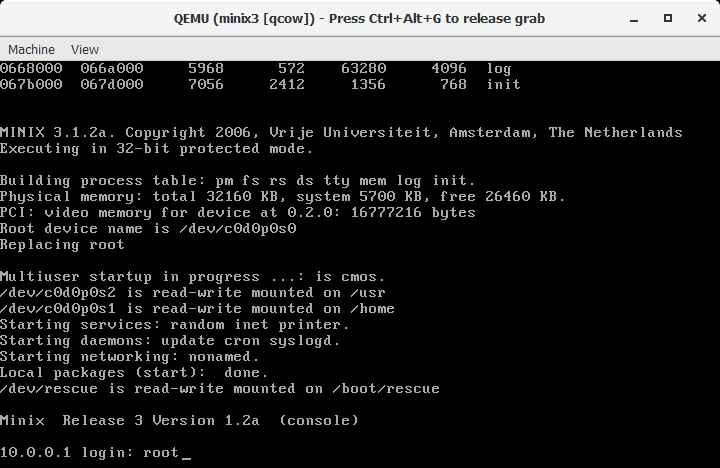 QEMU (minix3 [qcow]) - Press Ctrl+Alt+G to release grab
Machine View
0668000 066a000 5968 572 63280 4096 log
067b000 067d000 7056 2412 1356 768 init
MINIX 3.1.2a. Copyright 2006, Vrije Universiteit, Amsterdam, The Netherlands
Executing in 32-bit protected mode.
Building process table: pm fs rs ds tty mem log init.
Physical memory: total 32160 KB, system 5700 KB, free 26460 KB.
PCI: video memory for device at 0.2.0: 16777216 bytes
Root device name is /dev/c0d0p0s0
Replacing root
Multiuser startup in progress ...: is cmos.
/dev/c0d0p0s2 is read-write mounted on /usr
/dev/c0d0p0s1 is read-write mounted on /home
Starting services: random inet printer.
Starting daemons: update cron syslogd.
Starting networking: nonamed.
Local packages (start): done.
/dev/rescue is read-write mounted on /boot/rescue
Minix Release 3 Version 1.2a (console)
10.0.0.1 login: root_